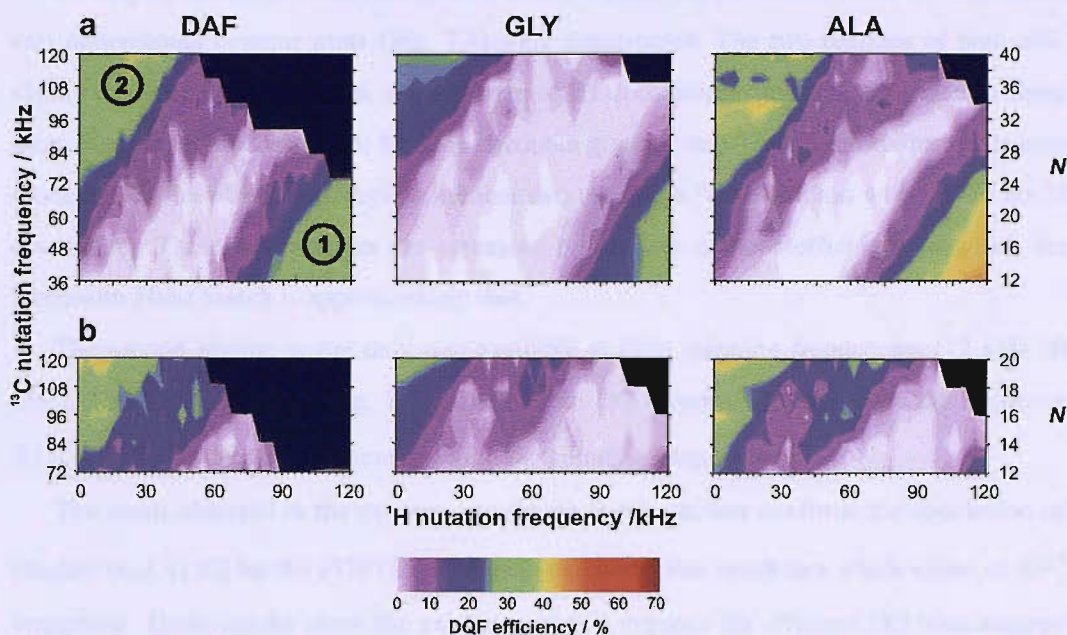 DAF GLY ALA
a
120
108
96
84
72
60
48
36
2
1
40
36
32
28
24
20
16
12
N
¹³C nutation frequency / kHz
b
120
108
96
84
72
20
18
16
14
12
N
0 30 60 90 120 0 30 60 90 120 0 30 60 90 120
¹H nutation frequency /kHz
0 10 20 30 40 50 60 70
DQF efficiency / %